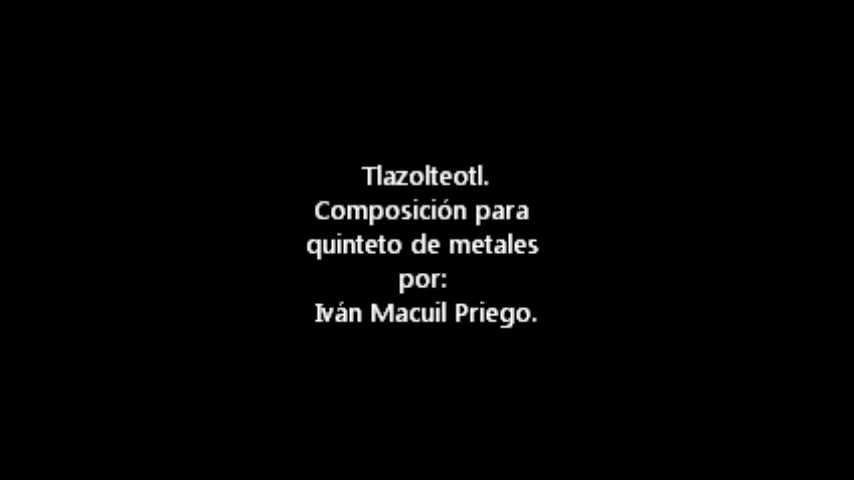 Tlazolteotl.
Composición para
quinteto de metales
por:
Iván Macuil Priego.